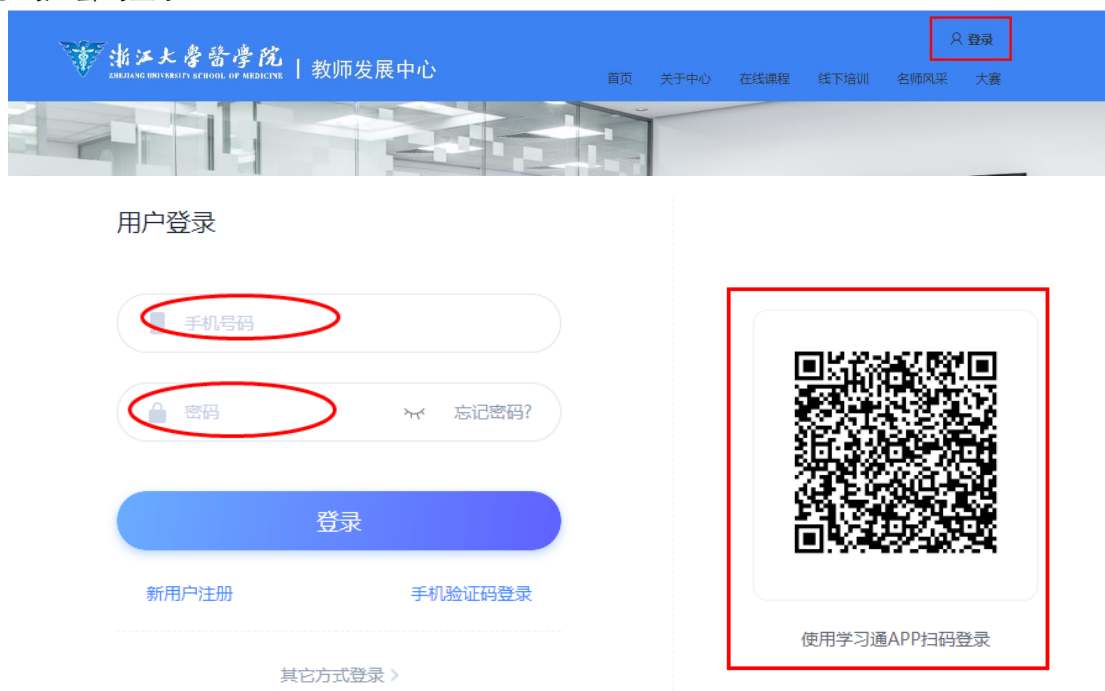 登录
浙江大學醫學院
ZHEJIANG UNIVERSITY SCHOOL OF MEDICINE
教师发展中心
首页 关于中心 在线课程 线下培训 名师风采 大赛
用户登录
手机号码
密码 忘记密码?
登录
新用户注册 手机验证码登录
使用学习通APP扫码登录
其它方式登录 >